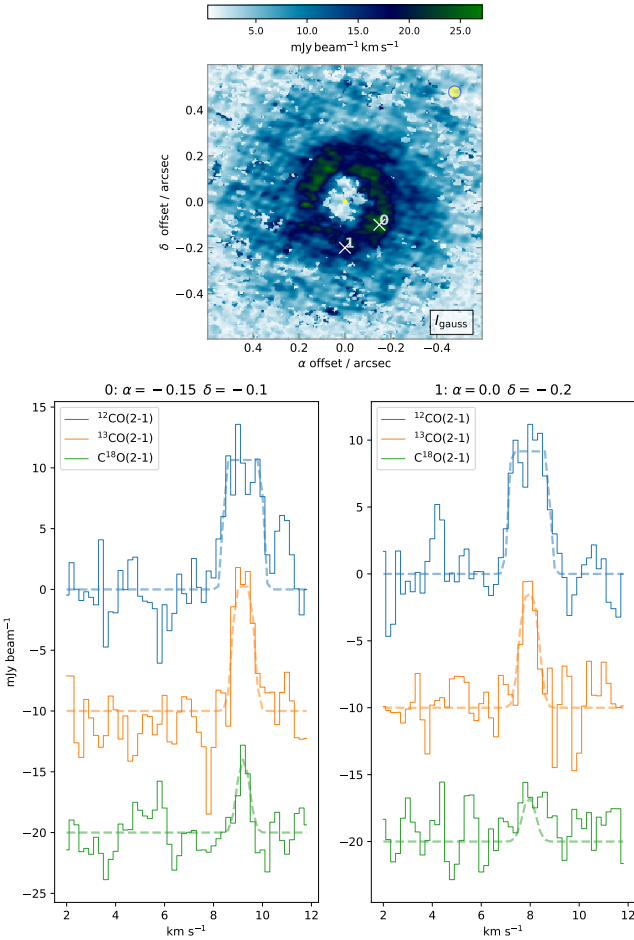 5.0 10.0 15.0 20.0 25.0
mJy beam⁻¹ km s⁻¹
0.4
0.2
0.0
−0.2
−0.4
δ offset / arcsec
0
1
I_gauss
0.4 0.2 0.0 −0.2 −0.4
α offset / arcsec
0: α = −0.15 δ = −0.1
¹²CO(2-1)
¹³CO(2-1)
C¹⁸O(2-1)
15
10
5
0
−5
−10
−15
−20
−25
mJy beam⁻¹
2 4 6 8 10 12
km s⁻¹
1: α = 0.0 δ = −0.2
¹²CO(2-1)
¹³CO(2-1)
C¹⁸O(2-1)
10
5
0
−5
−10
−15
−20
2 4 6 8 10 12
km s⁻¹